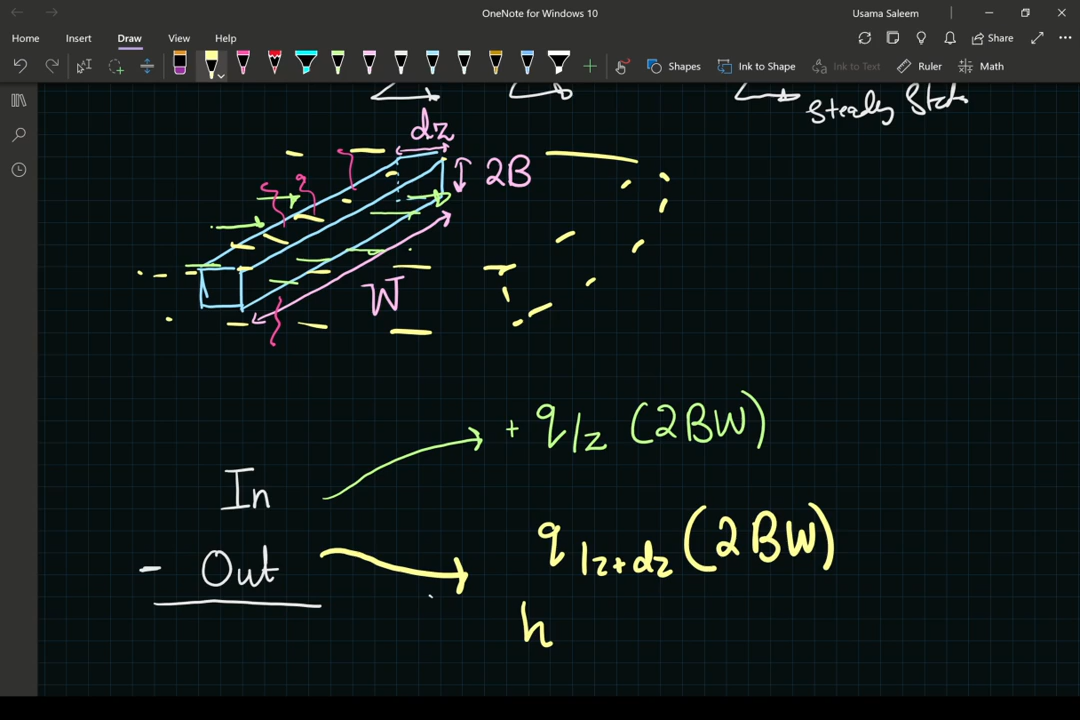 OneNote for Windows 10
Usama Saleem
Home Insert Draw View Help
Share
Shapes Ink to Shape Ink to Text Ruler Math
Steady State
dz
2B
W
+ q|z (2BW)
In
q|z+dz (2BW)
- Out
h